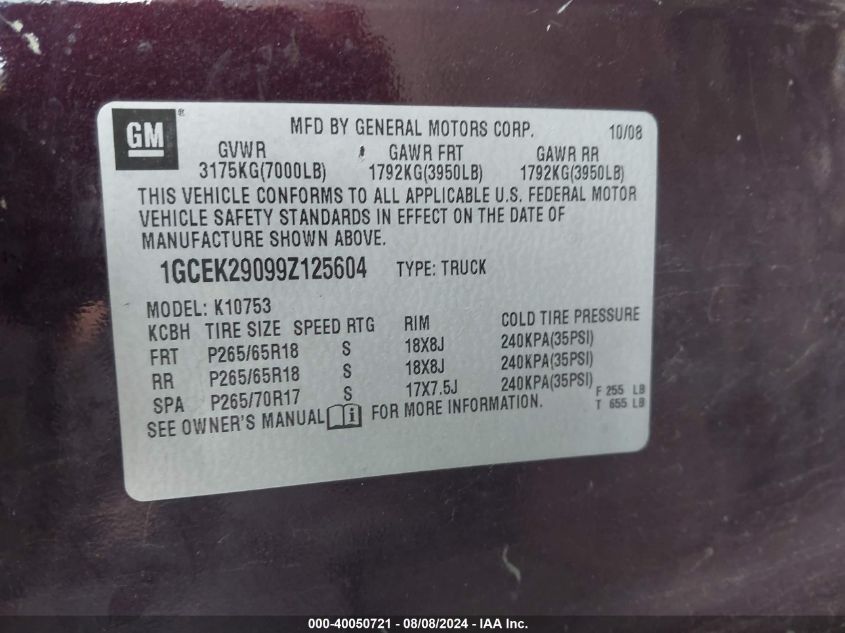 GM® MFD BY GENERAL MOTORS CORP. 10/08
GVWR GAWR FRT GAWR RR
3175KG(7000LB) 1792KG(3950LB) 1792KG(3950LB)
THIS VEHICLE CONFORMS TO ALL APPLICABLE U.S. FEDERAL MOTOR
VEHICLE SAFETY STANDARDS IN EFFECT ON THE DATE OF
MANUFACTURE SHOWN ABOVE.
1GCEK29099Z125604 TYPE: TRUCK
MODEL: K10753
KCBH TIRE SIZE SPEED RTG RIM COLD TIRE PRESSURE
FRT P265/65R18 S 18X8J 240KPA(35PSI)
RR P265/65R18 S 18X8J 240KPA(35PSI)
SPA P265/70R17 S 17X7.5J 240KPA(35PSI) F 255 LB
SEE OWNER'S MANUAL FOR MORE INFORMATION. T 655 LB
000-40050721 - 08/08/2024 - IAA Inc.